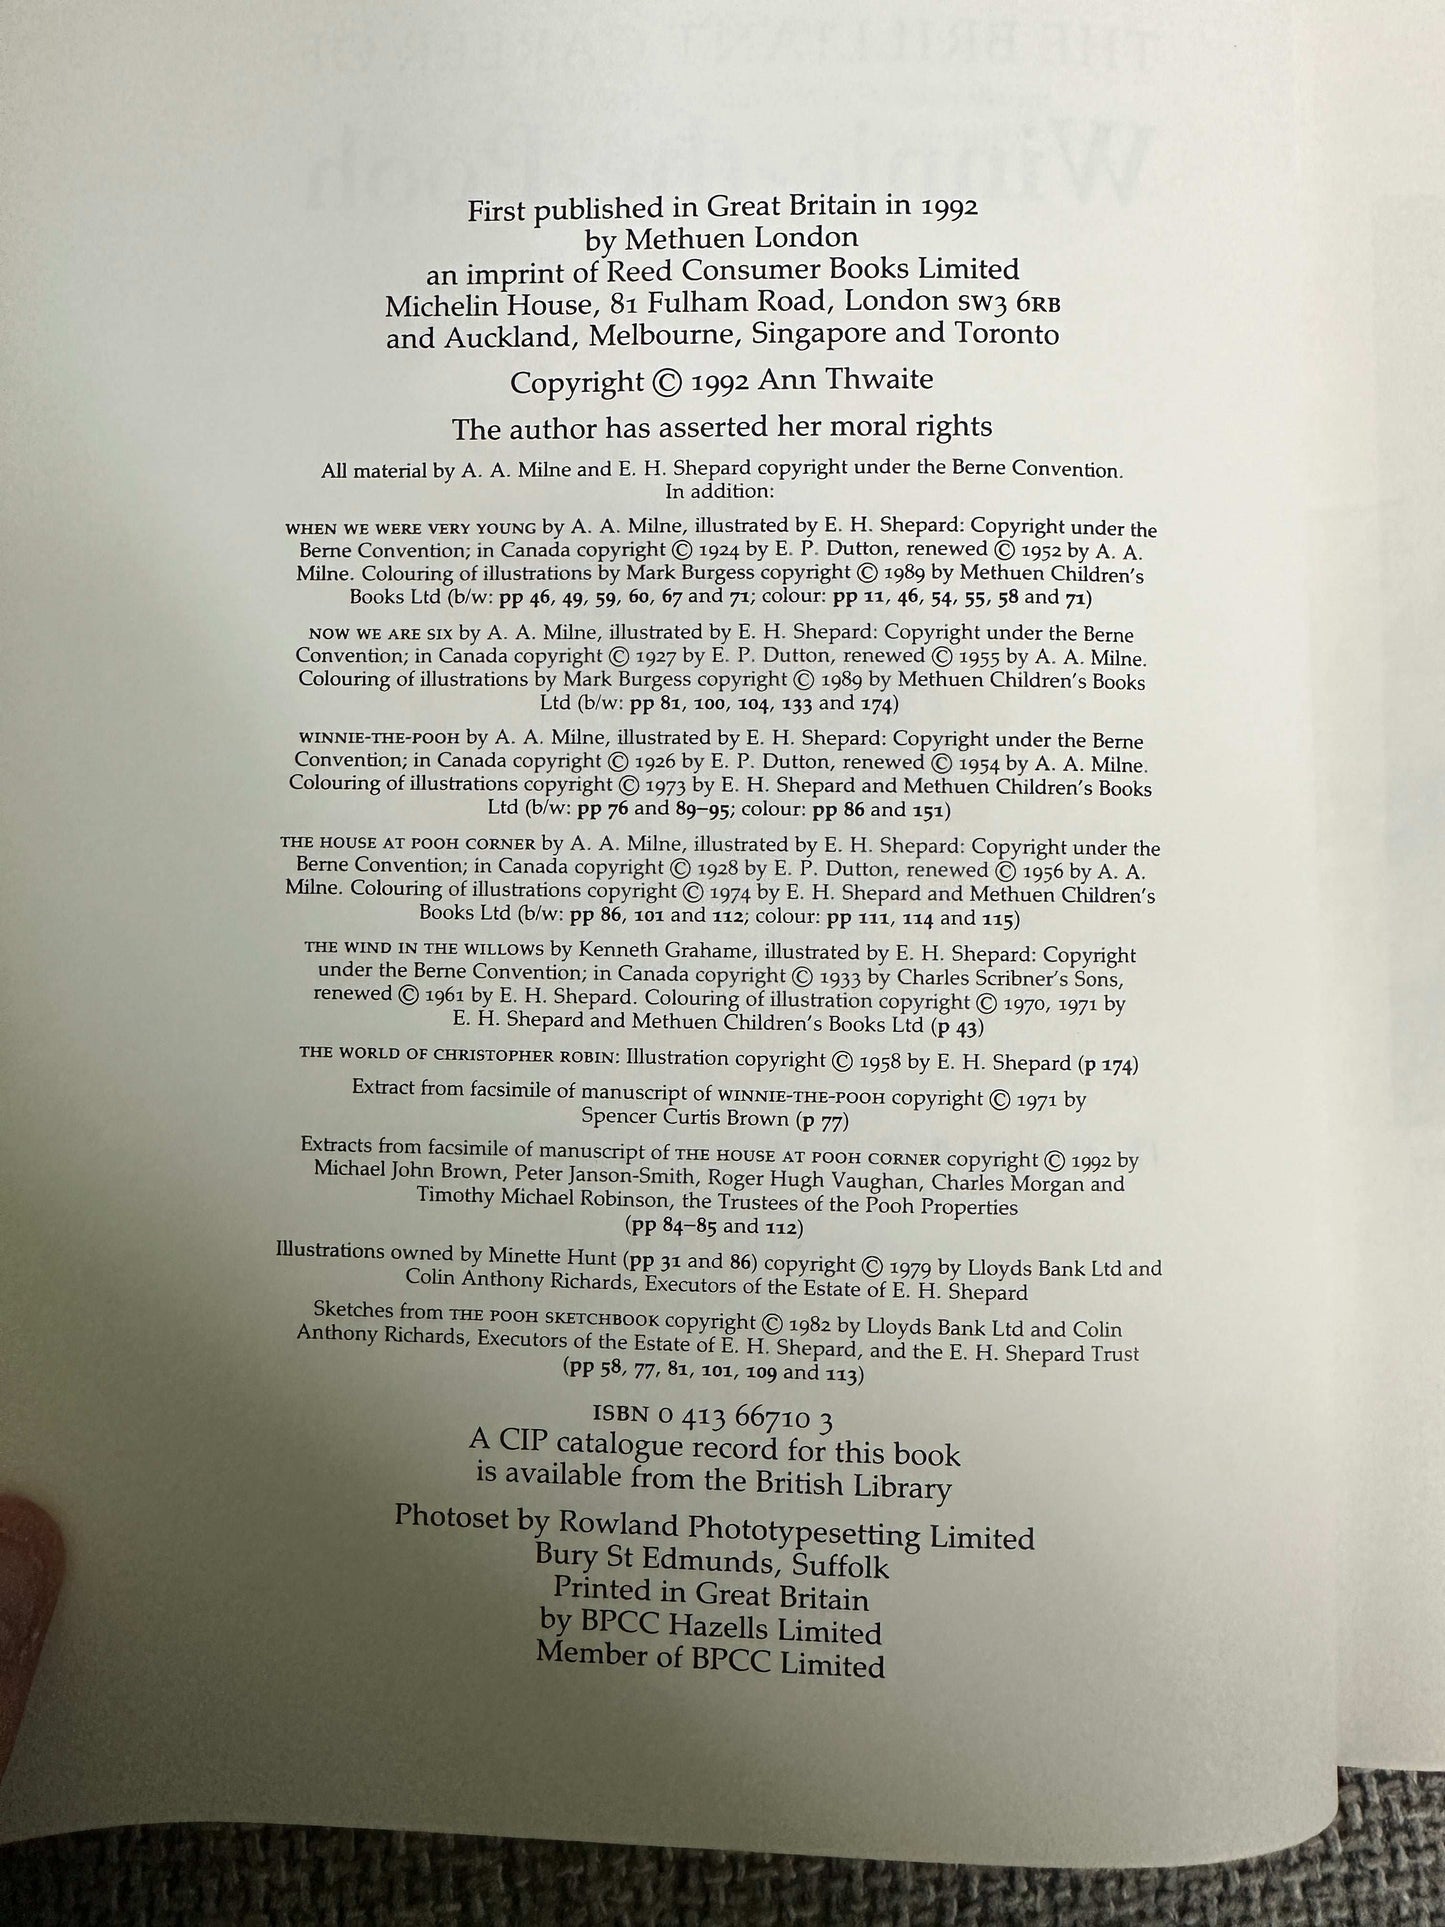 First published in Great Britain in 1992
by Methuen London
an imprint of Reed Consumer Books Limited
Michelin House, 81 Fulham Road, London SW3 6RB
and Auckland, Melbourne, Singapore and Toronto
Copyright © 1992 Ann Thwaite
The author has asserted her moral rights
All material by A. A. Milne and E. H. Shepard copyright under the Berne Convention.
In addition:
WHEN WE WERE VERY YOUNG by A. A. Milne, illustrated by E. H. Shepard: Copyright under the
Berne Convention; in Canada copyright © 1924 by E. P. Dutton, renewed © 1952 by A. A.
Milne. Colouring of illustrations by Mark Burgess copyright © 1989 by Methuen Children's
Books Ltd (b/w: pp 46, 49, 59, 60, 67 and 71; colour: pp 11, 46, 54, 55, 58 and 71)
NOW WE ARE SIX by A. A. Milne, illustrated by E. H. Shepard: Copyright under the Berne
Convention; in Canada copyright © 1927 by E. P. Dutton, renewed © 1955 by A. A. Milne.
Colouring of illustrations by Mark Burgess copyright © 1989 by Methuen Children's Books
Ltd (b/w: pp 81, 100, 104, 133 and 174)
WINNIE-THE-POOH by A. A. Milne, illustrated by E. H. Shepard: Copyright under the Berne
Convention; in Canada copyright © 1926 by E. P. Dutton, renewed © 1954 by A. A. Milne.
Colouring of illustrations copyright © 1973 by E. H. Shepard and Methuen Children's Books
Ltd (b/w: pp 76 and 89–95; colour: pp 86 and 151)
THE HOUSE AT POOH CORNER by A. A. Milne, illustrated by E. H. Shepard: Copyright under the
Berne Convention; in Canada copyright © 1928 by E. P. Dutton, renewed © 1956 by A. A.
Milne. Colouring of illustrations copyright © 1974 by E. H. Shepard and Methuen Children's
Books Ltd (b/w: pp 86, 101 and 112; colour: pp 111, 114 and 115)
THE WIND IN THE WILLOWS by Kenneth Grahame, illustrated by E. H. Shepard: Copyright
under the Berne Convention; in Canada copyright © 1933 by Charles Scribner's Sons,
renewed © 1961 by E. H. Shepard. Colouring of illustration copyright © 1970, 1971 by
E. H. Shepard and Methuen Children's Books Ltd (p 43)
THE WORLD OF CHRISTOPHER ROBIN: Illustration copyright © 1958 by E. H. Shepard (p 174)
Extract from facsimile of manuscript of WINNIE-THE-POOH copyright © 1971 by
Spencer Curtis Brown (p 77)
Extracts from facsimile of manuscript of THE HOUSE AT POOH CORNER copyright © 1992 by
Michael John Brown, Peter Janson-Smith, Roger Hugh Vaughan, Charles Morgan and
Timothy Michael Robinson, the Trustees of the Pooh Properties
(pp 84–85 and 112)
Illustrations owned by Minette Hunt (pp 31 and 86) copyright © 1979 by Lloyds Bank Ltd and
Colin Anthony Richards, Executors of the Estate of E. H. Shepard
Sketches from THE POOH SKETCHBOOK copyright © 1982 by Lloyds Bank Ltd and Colin
Anthony Richards, Executors of the Estate of E. H. Shepard, and the E. H. Shepard Trust
(pp 58, 77, 81, 101, 109 and 113)
ISBN 0 413 66710 3
A CIP catalogue record for this book
is available from the British Library
Photoset by Rowland Phototypesetting Limited
Bury St Edmunds, Suffolk
Printed in Great Britain
by BPCC Hazells Limited
Member of BPCC Limited